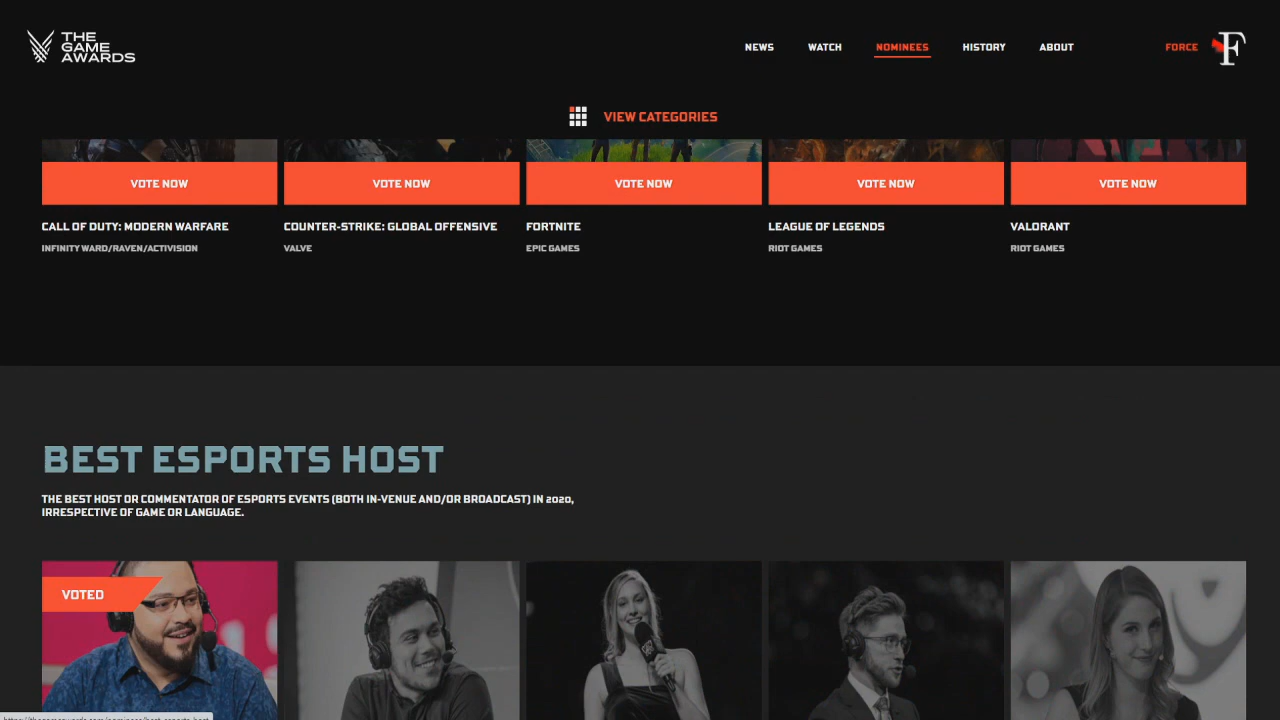 THE
GAME
AWARDS
NEWS WATCH NOMINEES HISTORY ABOUT FORCE F
VIEW CATEGORIES
VOTE NOW VOTE NOW VOTE NOW VOTE NOW VOTE NOW
CALL OF DUTY: MODERN WARFARE COUNTER-STRIKE: GLOBAL OFFENSIVE FORTNITE LEAGUE OF LEGENDS VALORANT
INFINITY WARD/RAVEN/ACTIVISION VALVE EPIC GAMES RIOT GAMES RIOT GAMES
BEST ESPORTS HOST
THE BEST HOST OR COMMENTATOR OF ESPORTS EVENTS (BOTH IN-VENUE AND/OR BROADCAST) IN 2020,
IRRESPECTIVE OF GAME OR LANGUAGE.
VOTED